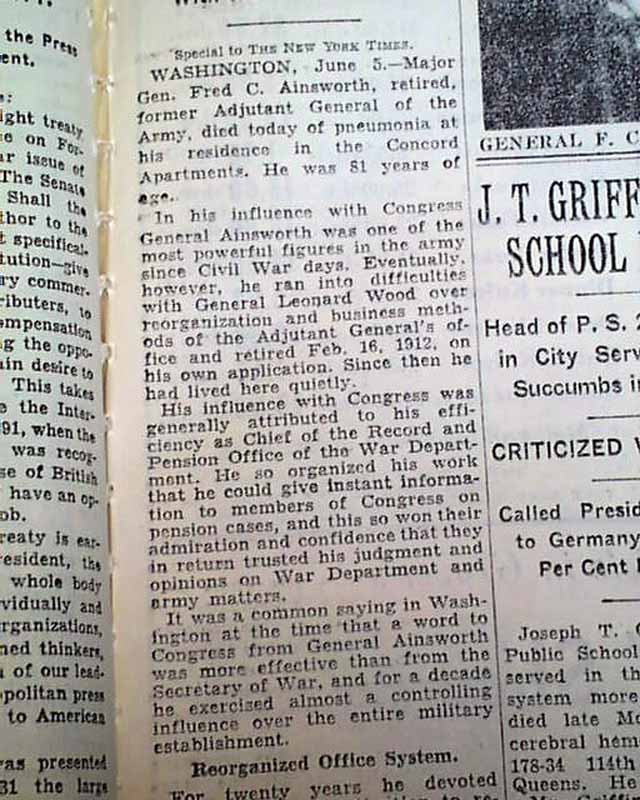 the Press
ent.
ight treaty
e on For-
ar issue of
The Senate
Shall the
thor to the
t specifical-
tution—give
ry commer-
ributers, to
ompensation
g the oppo-
ain desire to
This takes
e the Inter-
91, when the
was recog-
se of British
have an op-
ob.
reaty is ear-
resident, the
whole body
vidually and
rganizations,
ned thinkers,
of our lead-
politan press
to American
was presented
31 the large
Special to THE NEW YORK TIMES.
WASHINGTON, June 5.—Major
Gen. Fred C. Ainsworth, retired,
former Adjutant General of the
Army, died today of pneumonia at
his residence in the Concord
Apartments. He was 81 years of
age.
In his influence with Congress
General Ainsworth was one of the
most powerful figures in the army
since Civil War days. Eventually,
however, he ran into difficulties
with General Leonard Wood over
reorganization and business meth-
ods of the Adjutant General's of-
fice and retired Feb. 16, 1912, on
his own application. Since then he
had lived here quietly.
His influence with Congress was
generally attributed to his effi-
ciency as Chief of the Record and
Pension Office of the War Depart-
ment. He so organized his work
that he could give instant informa-
tion to members of Congress on
pension cases, and this so won their
admiration and confidence that they
in return trusted his judgment and
opinions on War Department and
army matters.
It was a common saying in Wash-
ington at the time that a word to
Congress from General Ainsworth
was more effective than from the
Secretary of War, and for a decade
he exercised almost a controlling
influence over the entire military
establishment.
Reorganized Office System.
For twenty years he devoted
GENERAL F. C
J. T. GRIFF
SCHOOL
Head of P. S. 2
in City Serv
Succumbs in
CRITICIZED
Called Presid
to Germany
Per Cent
Joseph T. G
Public School
served in th
system more
died late Mo
cerebral hem
178-34 114th
Queens. He